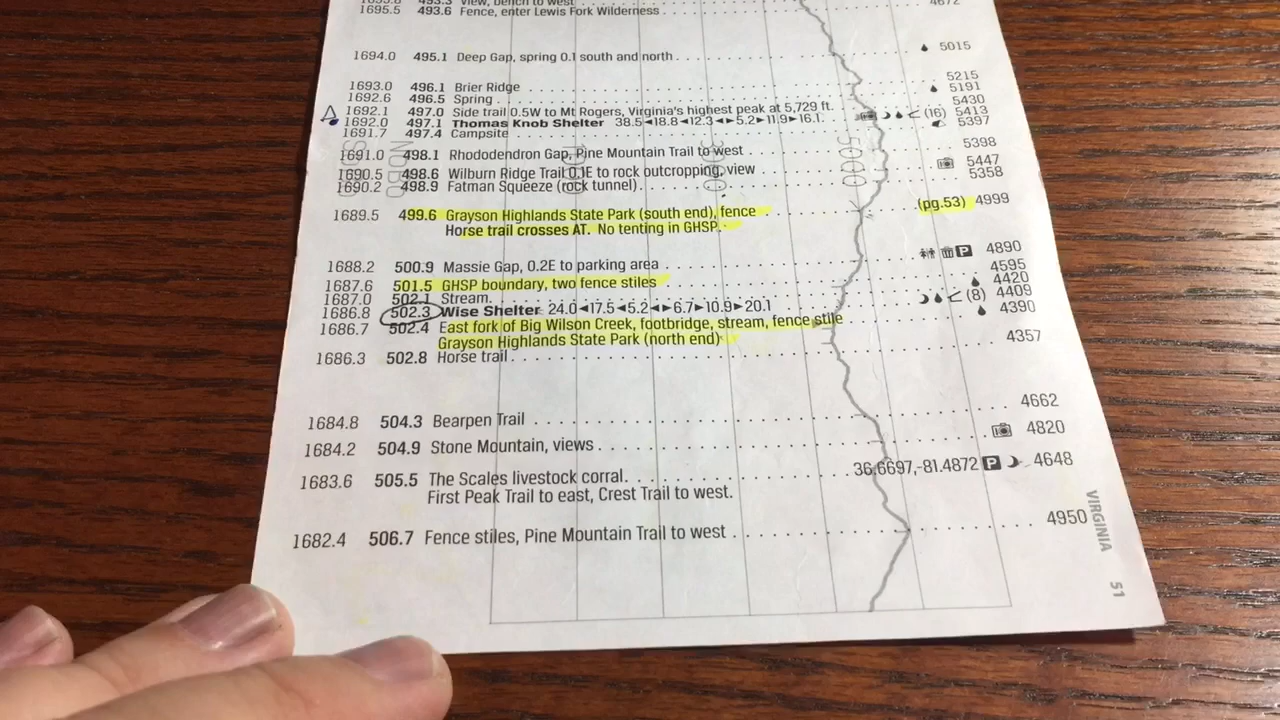 493.3 View, bench to west
1695.5 493.6 Fence, enter Lewis Fork Wilderness 4672
1694.0 495.1 Deep Gap, spring 0.1 south and north 5015
1693.0 496.1 Brier Ridge 5215
1692.6 496.5 Spring 5191
1692.1 497.0 Side trail 0.5W to Mt Rogers, Virginia's highest peak at 5,729 ft. 5430
1692.0 497.1 Thomas Knob Shelter 38.5◄18.8◄12.3◄►5.2►11.9►16.1 (16) 5413
1691.7 497.4 Campsite 5397
1691.0 498.1 Rhododendron Gap, Pine Mountain Trail to west 5398
1690.5 498.6 Wilburn Ridge Trail 0.1E to rock outcropping, view 5447
1690.2 498.9 Fatman Squeeze (rock tunnel) 5358
5000
1689.5 499.6 Grayson Highlands State Park (south end), fence (pg.53) 4999
Horse trail crosses AT. No tenting in GHSP.
1688.2 500.9 Massie Gap, 0.2E to parking area P 4890
1687.6 501.5 GHSP boundary, two fence stiles 4595
1687.0 502.1 Stream 4420
1686.8 502.3 Wise Shelter 24.0◄17.5◄5.2◄►6.7►10.9►20.1 (8) 4409
1686.7 502.4 East fork of Big Wilson Creek, footbridge, stream, fence stile 4390
Grayson Highlands State Park (north end)
1686.3 502.8 Horse trail 4357
1684.8 504.3 Bearpen Trail 4662
1684.2 504.9 Stone Mountain, views 4820
1683.6 505.5 The Scales livestock corral 36.6697,-81.4872 P 4648
First Peak Trail to east, Crest Trail to west.
1682.4 506.7 Fence stiles, Pine Mountain Trail to west 4950
VIRGINIA 51